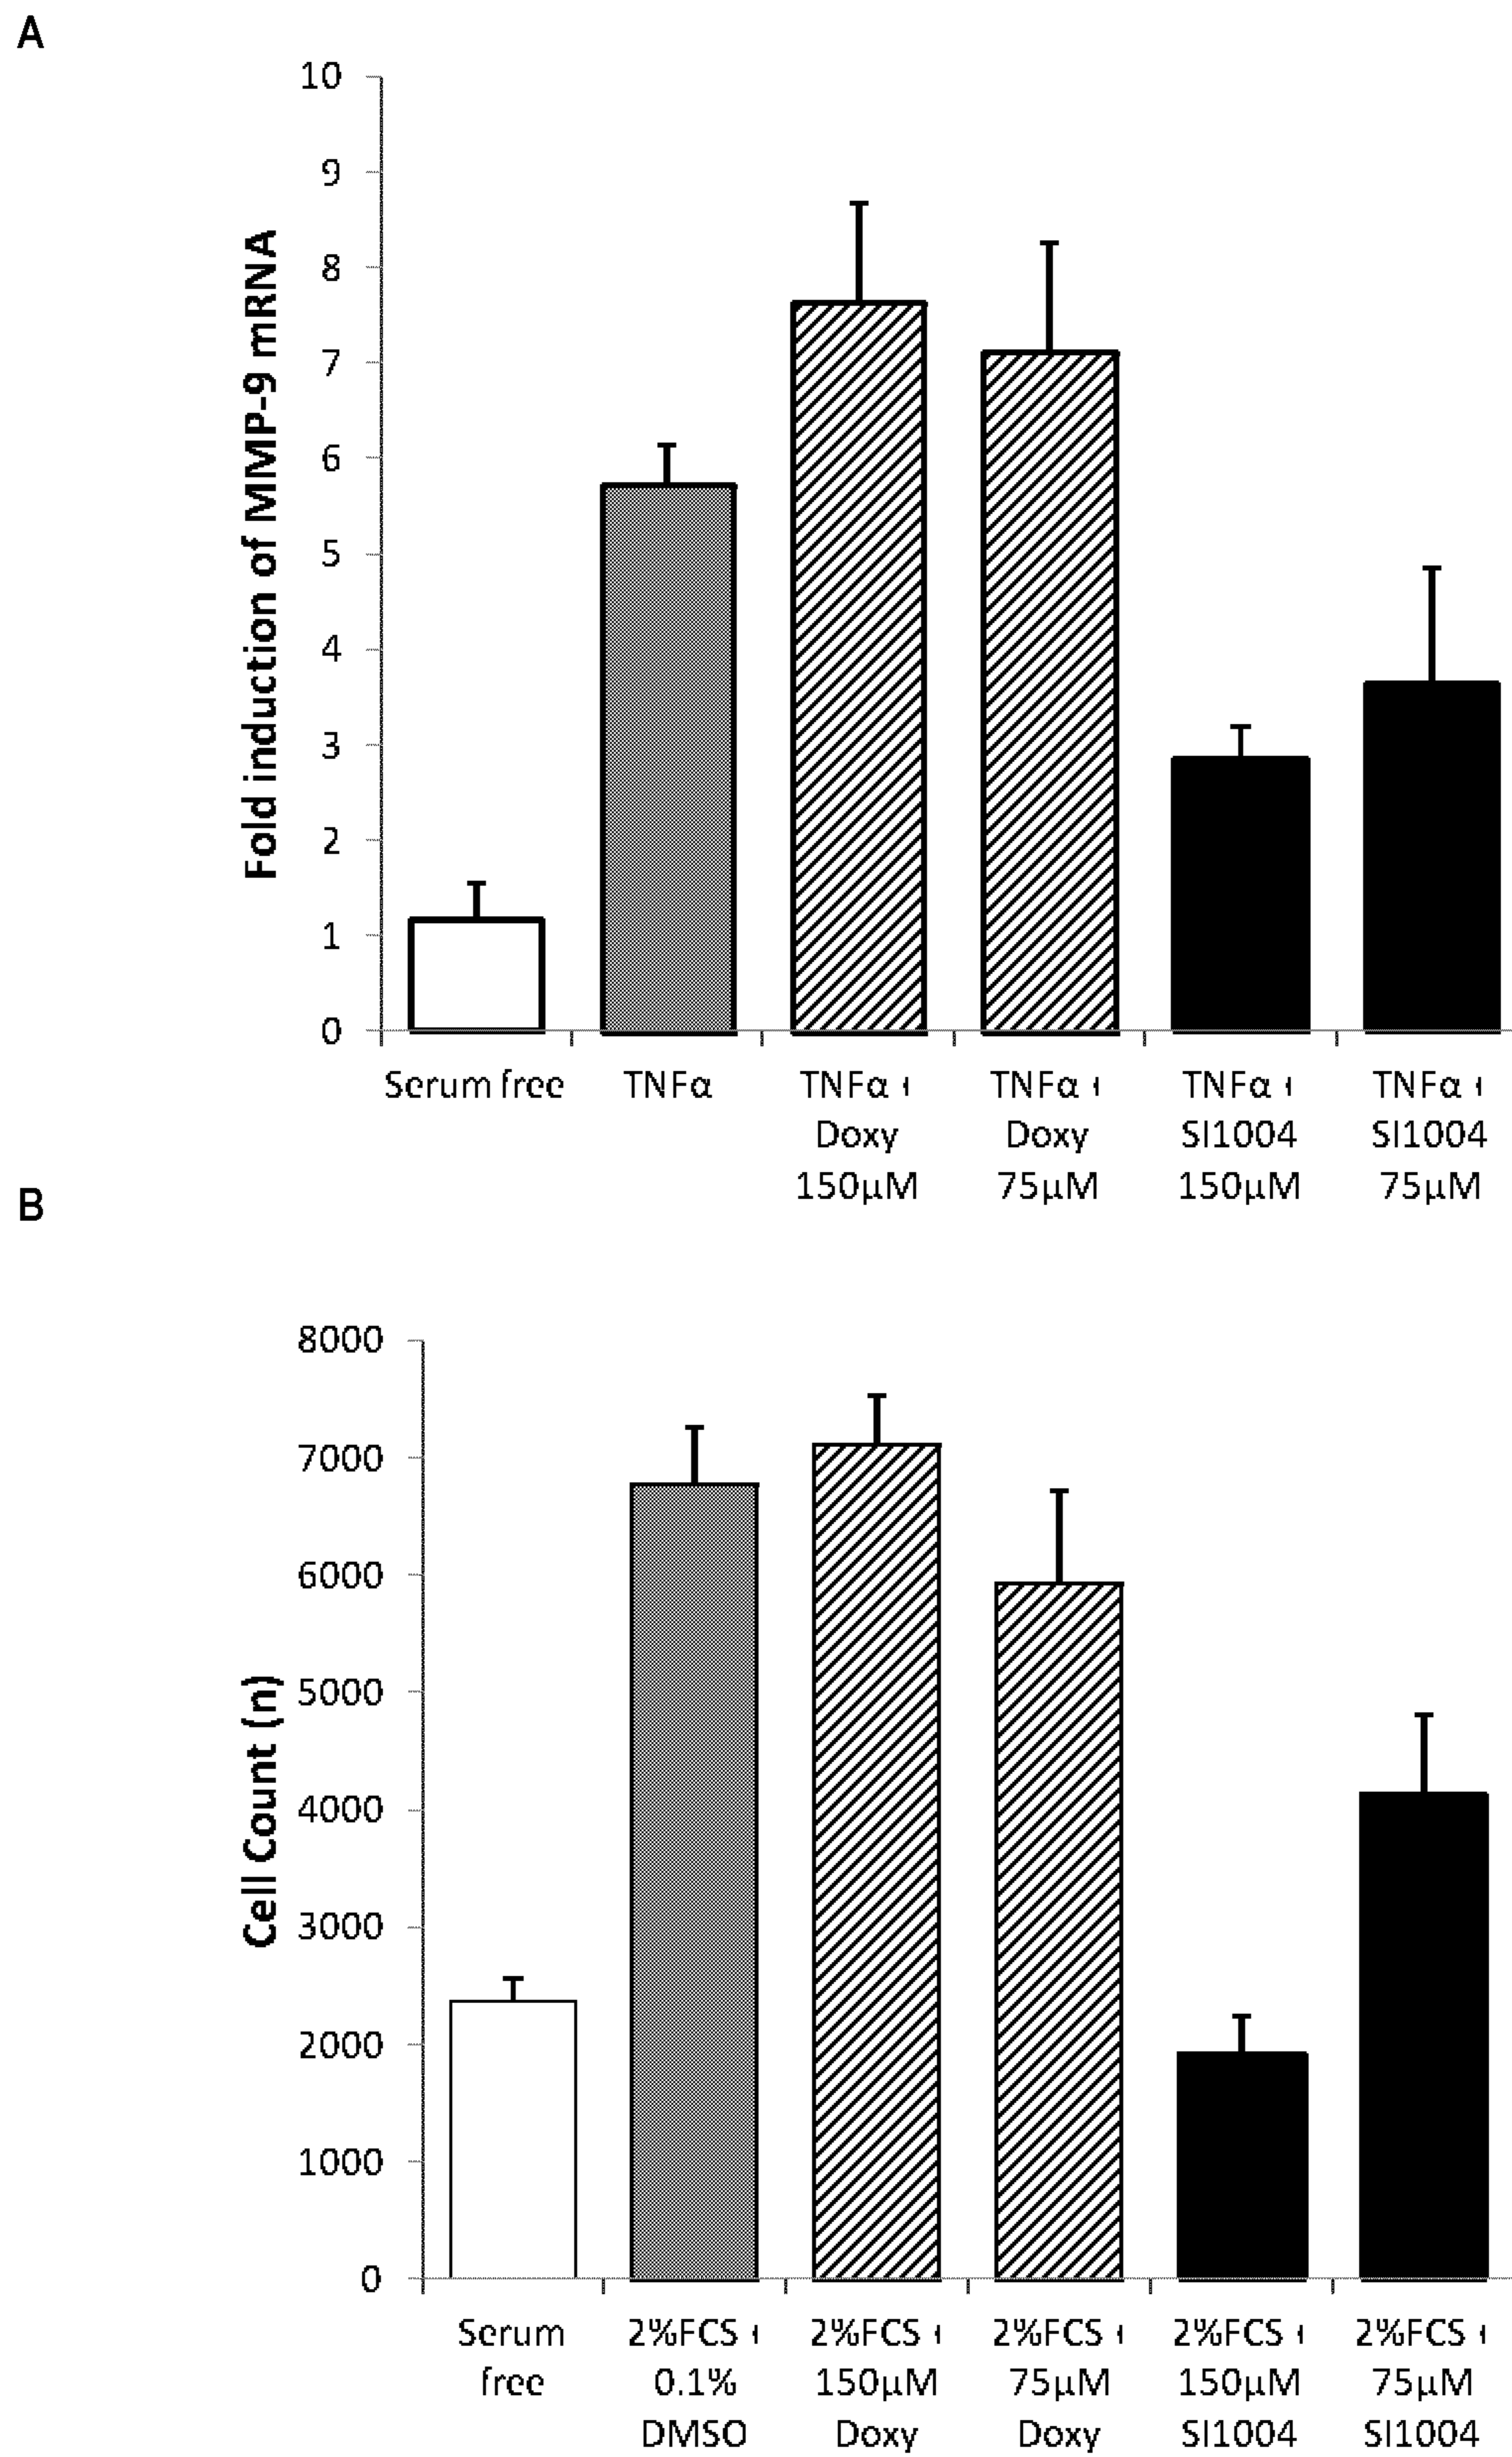 A
10
9
8
7
6
5
4
3
2
1
0
Fold induction of MMP-9 mRNA
Serum free
TNFα
TNFα +
Doxy
150µM
TNFα +
Doxy
75µM
TNFα +
SI1004
150µM
TNFα +
SI1004
75µM
B
8000
7000
6000
5000
4000
3000
2000
1000
0
Cell Count (n)
Serum
free
2%FCS +
0.1%
DMSO
2%FCS +
150µM
Doxy
2%FCS +
75µM
Doxy
2%FCS +
150µM
SI1004
2%FCS +
75µM
SI1004